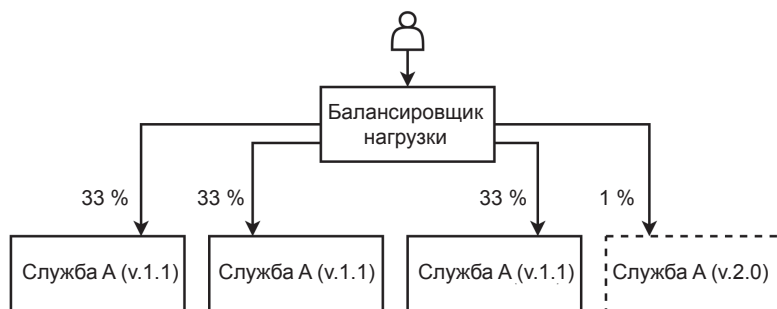 Балансировщик
нагрузки
33 %
33 %
33 %
1 %
Служба A (v.1.1)
Служба A (v.1.1)
Служба A (v.1.1)
Служба A (v.2.0)